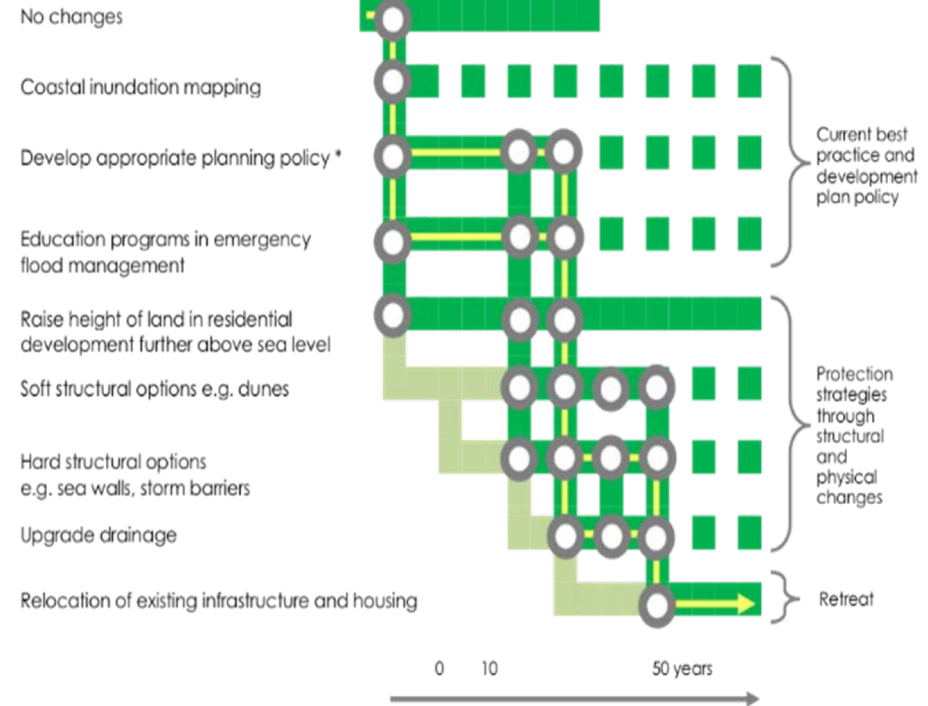 No changes
Coastal inundation mapping
Develop appropriate planning policy *
Education programs in emergency
flood management
Raise height of land in residential
development further above sea level
Soft structural options e.g. dunes
Hard structural options
e.g. sea walls, storm barriers
Upgrade drainage
Relocation of existing infrastructure and housing
Current best
practice and
development
plan policy
Protection
strategies
through
structural
and
physical
changes
Retreat
0 10 50 years